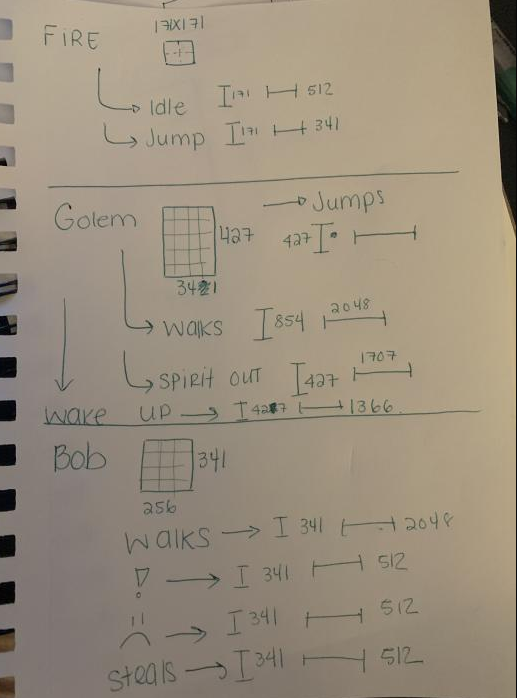 171X171
FIRE
Idle 171 512
Jump 171 341
Golem 427 Jumps
427
341
walks 854 2048
SPIRIT OUT 427 1707
wake UP 427 1366
Bob 341
256
walks 341 2048
! 341 512
:( 341 512
steals 341 512